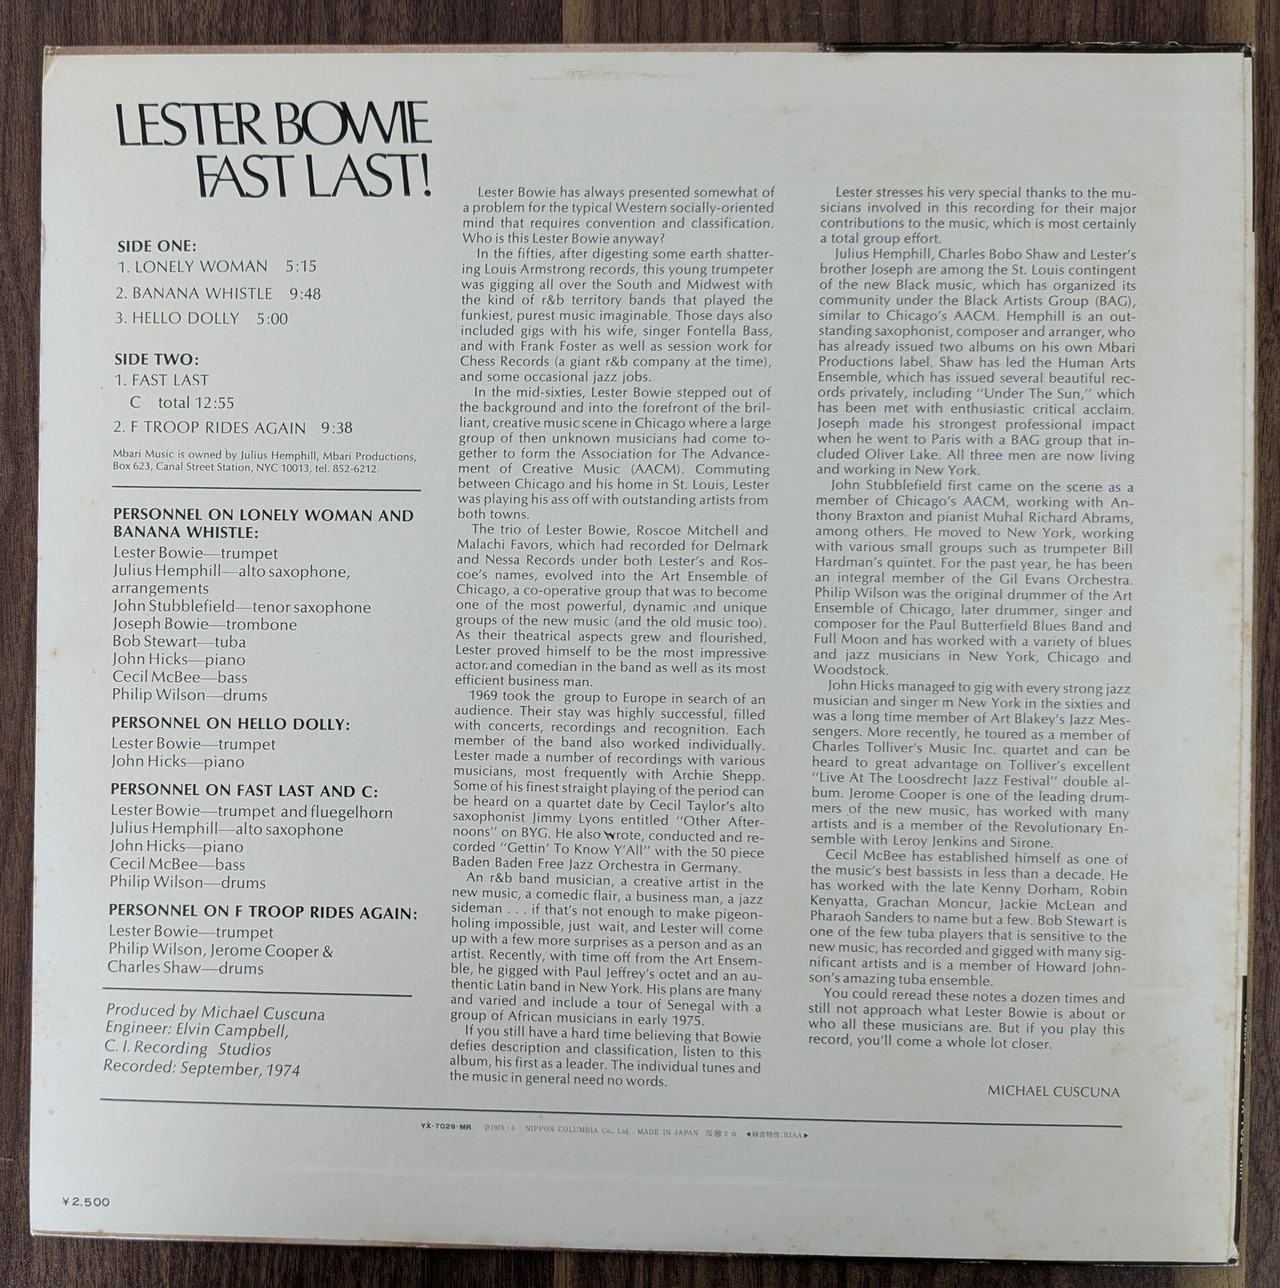 LESTER BOWIE
FAST LAST!
SIDE ONE:
1. LONELY WOMAN 5:15
2. BANANA WHISTLE 9:48
3. HELLO DOLLY 5:00
SIDE TWO:
1. FAST LAST
C total 12:55
2. F TROOP RIDES AGAIN 9:38
Mbari Music is owned by Julius Hemphill, Mbari Productions,
Box 623, Canal Street Station, NYC 10013, tel. 852-6212.
PERSONNEL ON LONELY WOMAN AND
BANANA WHISTLE:
Lester Bowie—trumpet
Julius Hemphill—alto saxophone,
arrangements
John Stubblefield—tenor saxophone
Joseph Bowie—trombone
Bob Stewart—tuba
John Hicks—piano
Cecil McBee—bass
Philip Wilson—drums
PERSONNEL ON HELLO DOLLY:
Lester Bowie—trumpet
John Hicks—piano
PERSONNEL ON FAST LAST AND C:
Lester Bowie—trumpet and fluegelhorn
Julius Hemphill—alto saxophone
John Hicks—piano
Cecil McBee—bass
Philip Wilson—drums
PERSONNEL ON F TROOP RIDES AGAIN:
Lester Bowie—trumpet
Philip Wilson, Jerome Cooper &
Charles Shaw—drums
Produced by Michael Cuscuna
Engineer: Elvin Campbell,
C. I. Recording Studios
Recorded: September, 1974
Lester Bowie has always presented somewhat of
a problem for the typical Western socially-oriented
mind that requires convention and classification.
Who is this Lester Bowie anyway?
In the fifties, after digesting some earth shatter-
ing Louis Armstrong records, this young trumpeter
was gigging all over the South and Midwest with
the kind of r&b territory bands that played the
funkiest, purest music imaginable. Those days also
included gigs with his wife, singer Fontella Bass,
and with Frank Foster as well as session work for
Chess Records (a giant r&b company at the time),
and some occasional jazz jobs.
In the mid-sixties, Lester Bowie stepped out of
the background and into the forefront of the bril-
liant, creative music scene in Chicago where a large
group of then unknown musicians had come to-
gether to form the Association for The Advance-
ment of Creative Music (AACM). Commuting
between Chicago and his home in St. Louis, Lester
was playing his ass off with outstanding artists from
both towns.
The trio of Lester Bowie, Roscoe Mitchell and
Malachi Favors, which had recorded for Delmark
and Nessa Records under both Lester's and Ros-
coe's names, evolved into the Art Ensemble of
Chicago, a co-operative group that was to become
one of the most powerful, dynamic and unique
groups of the new music (and the old music too).
As their theatrical aspects grew and flourished,
Lester proved himself to be the most impressive
actor.and comedian in the band as well as its most
efficient business man.
1969 took the group to Europe in search of an
audience. Their stay was highly successful, filled
with concerts, recordings and recognition. Each
member of the band also worked individually.
Lester made a number of recordings with various
musicians, most frequently with Archie Shepp.
Some of his finest straight playing of the period can
be heard on a quartet date by Cecil Taylor's alto
saxophonist Jimmy Lyons entitled "Other After-
noons" on BYG. He also wrote, conducted and re-
corded "Gettin' To Know Y'All" with the 50 piece
Baden Baden Free Jazz Orchestra in Germany.
An r&b band musician, a creative artist in the
new music, a comedic flair, a business man, a jazz
sideman . . . if that's not enough to make pigeon-
holing impossible, just wait, and Lester will come
up with a few more surprises as a person and as an
artist. Recently, with time off from the Art Ensem-
ble, he gigged with Paul Jeffrey's octet and an au-
thentic Latin band in New York. His plans are many
and varied and include a tour of Senegal with a
group of African musicians in early 1975.
If you still have a hard time believing that Bowie
defies description and classification, listen to this
album, his first as a leader. The individual tunes and
the music in general need no words.
Lester stresses his very special thanks to the mu-
sicians involved in this recording for their major
contributions to the music, which is most certainly
a total group effort.
Julius Hemphill, Charles Bobo Shaw and Lester's
brother Joseph are among the St. Louis contingent
of the new Black music, which has organized its
community under the Black Artists Group (BAG),
similar to Chicago's AACM. Hemphill is an out-
standing saxophonist, composer and arranger, who
has already issued two albums on his own Mbari
Productions label. Shaw has led the Human Arts
Ensemble, which has issued several beautiful rec-
ords privately, including "Under The Sun," which
has been met with enthusiastic critical acclaim.
Joseph made his strongest professional impact
when he went to Paris with a BAG group that in-
cluded Oliver Lake. All three men are now living
and working in New York.
John Stubblefield first came on the scene as a
member of Chicago's AACM, working with An-
thony Braxton and pianist Muhal Richard Abrams,
among others. He moved to New York, working
with various small groups such as trumpeter Bill
Hardman's quintet. For the past year, he has been
an integral member of the Gil Evans Orchestra.
Philip Wilson was the original drummer of the Art
Ensemble of Chicago, later drummer, singer and
composer for the Paul Butterfield Blues Band and
Full Moon and has worked with a variety of blues
and jazz musicians in New York, Chicago and
Woodstock.
John Hicks managed to gig with every strong jazz
musician and singer m New York in the sixties and
was a long time member of Art Blakey's Jazz Mes-
sengers. More recently, he toured as a member of
Charles Tolliver's Music Inc. quartet and can be
heard to great advantage on Tolliver's excellent
"Live At The Loosdrecht Jazz Festival" double al-
bum. Jerome Cooper is one of the leading drum-
mers of the new music, has worked with many
artists and is a member of the Revolutionary En-
semble with Leroy Jenkins and Sirone.
Cecil McBee has established himself as one of
the music's best bassists in less than a decade. He
has worked with the late Kenny Dorham, Robin
Kenyatta, Grachan Moncur, Jackie McLean and
Pharaoh Sanders to name but a few. Bob Stewart is
one of the few tuba players that is sensitive to the
new music, has recorded and gigged with many sig-
nificant artists and is a member of Howard John-
son's amazing tuba ensemble.
You could reread these notes a dozen times and
still not approach what Lester Bowie is about or
who all these musicians are. But if you play this
record, you'll come a whole lot closer.
MICHAEL CUSCUNA
YX-7029-MR ℗1975・6 NIPPON COLUMBIA Co., Ltd. MADE IN JAPAN 2 ☆ ◀録音特性:RIAA▶
¥2,500